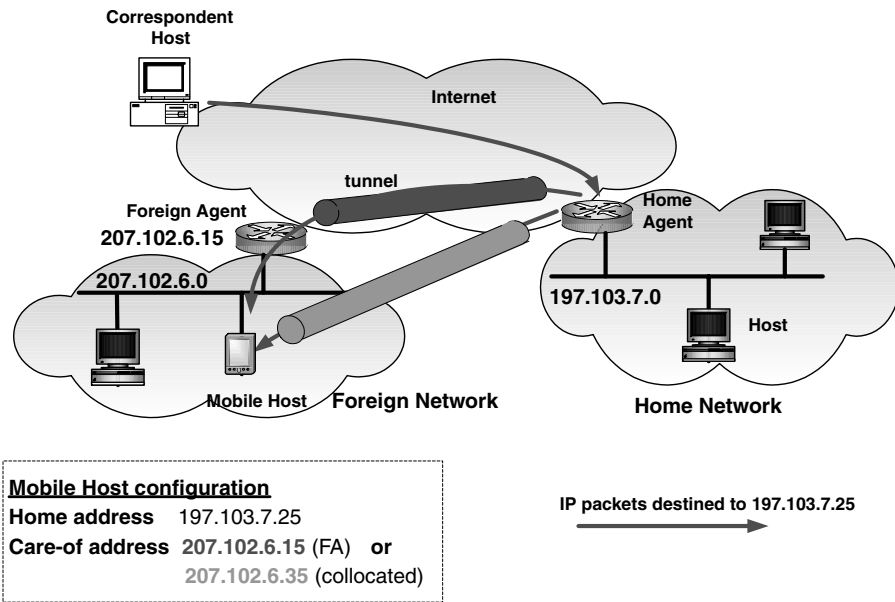 Correspondent
Host
Internet
tunnel
Foreign Agent
207.102.6.15
Home
Agent
207.102.6.0
197.103.7.0
Host
Mobile Host
Foreign Network
Home Network
Mobile Host configuration
Home address 197.103.7.25
Care-of address 207.102.6.15 (FA) or
207.102.6.35 (collocated)
IP packets destined to 197.103.7.25